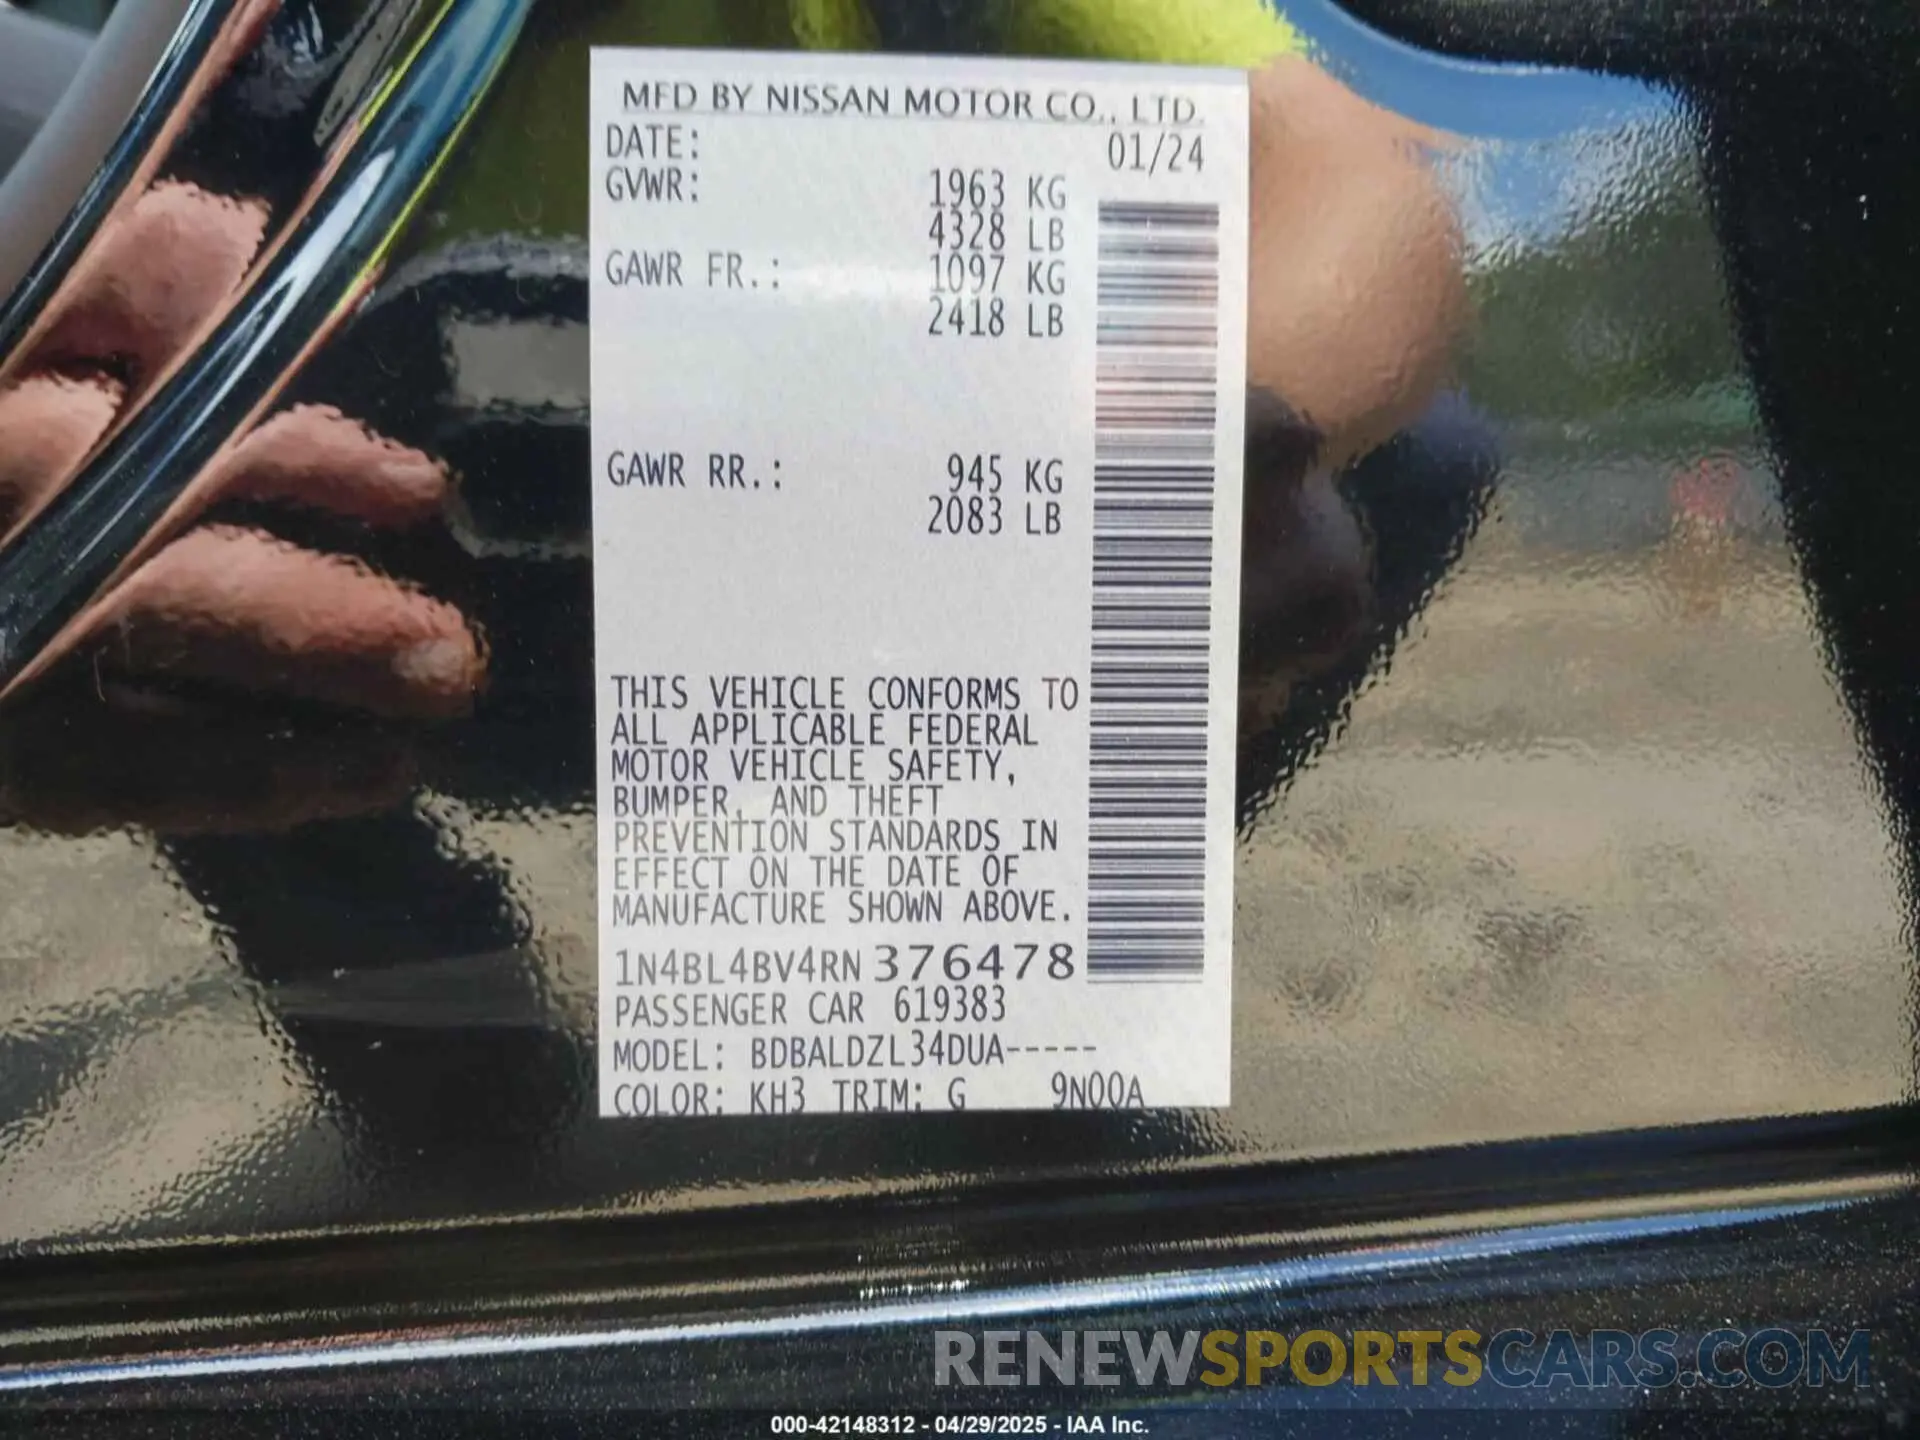 MFD BY NISSAN MOTOR CO., LTD.
DATE: 01/24
GVWR: 1963 KG
4328 LB
GAWR FR.: 1097 KG
2418 LB
GAWR RR.: 945 KG
2083 LB
THIS VEHICLE CONFORMS TO
ALL APPLICABLE FEDERAL
MOTOR VEHICLE SAFETY,
BUMPER, AND THEFT
PREVENTION STANDARDS IN
EFFECT ON THE DATE OF
MANUFACTURE SHOWN ABOVE.
1N4BL4BV4RN376478
PASSENGER CAR 619383
MODEL: BDBALDZL34DUA-----
COLOR: KH3 TRIM: G 9N00A
RENEWSPORTSCARS.COM
000-42148312 - 04/29/2025 - IAA Inc.